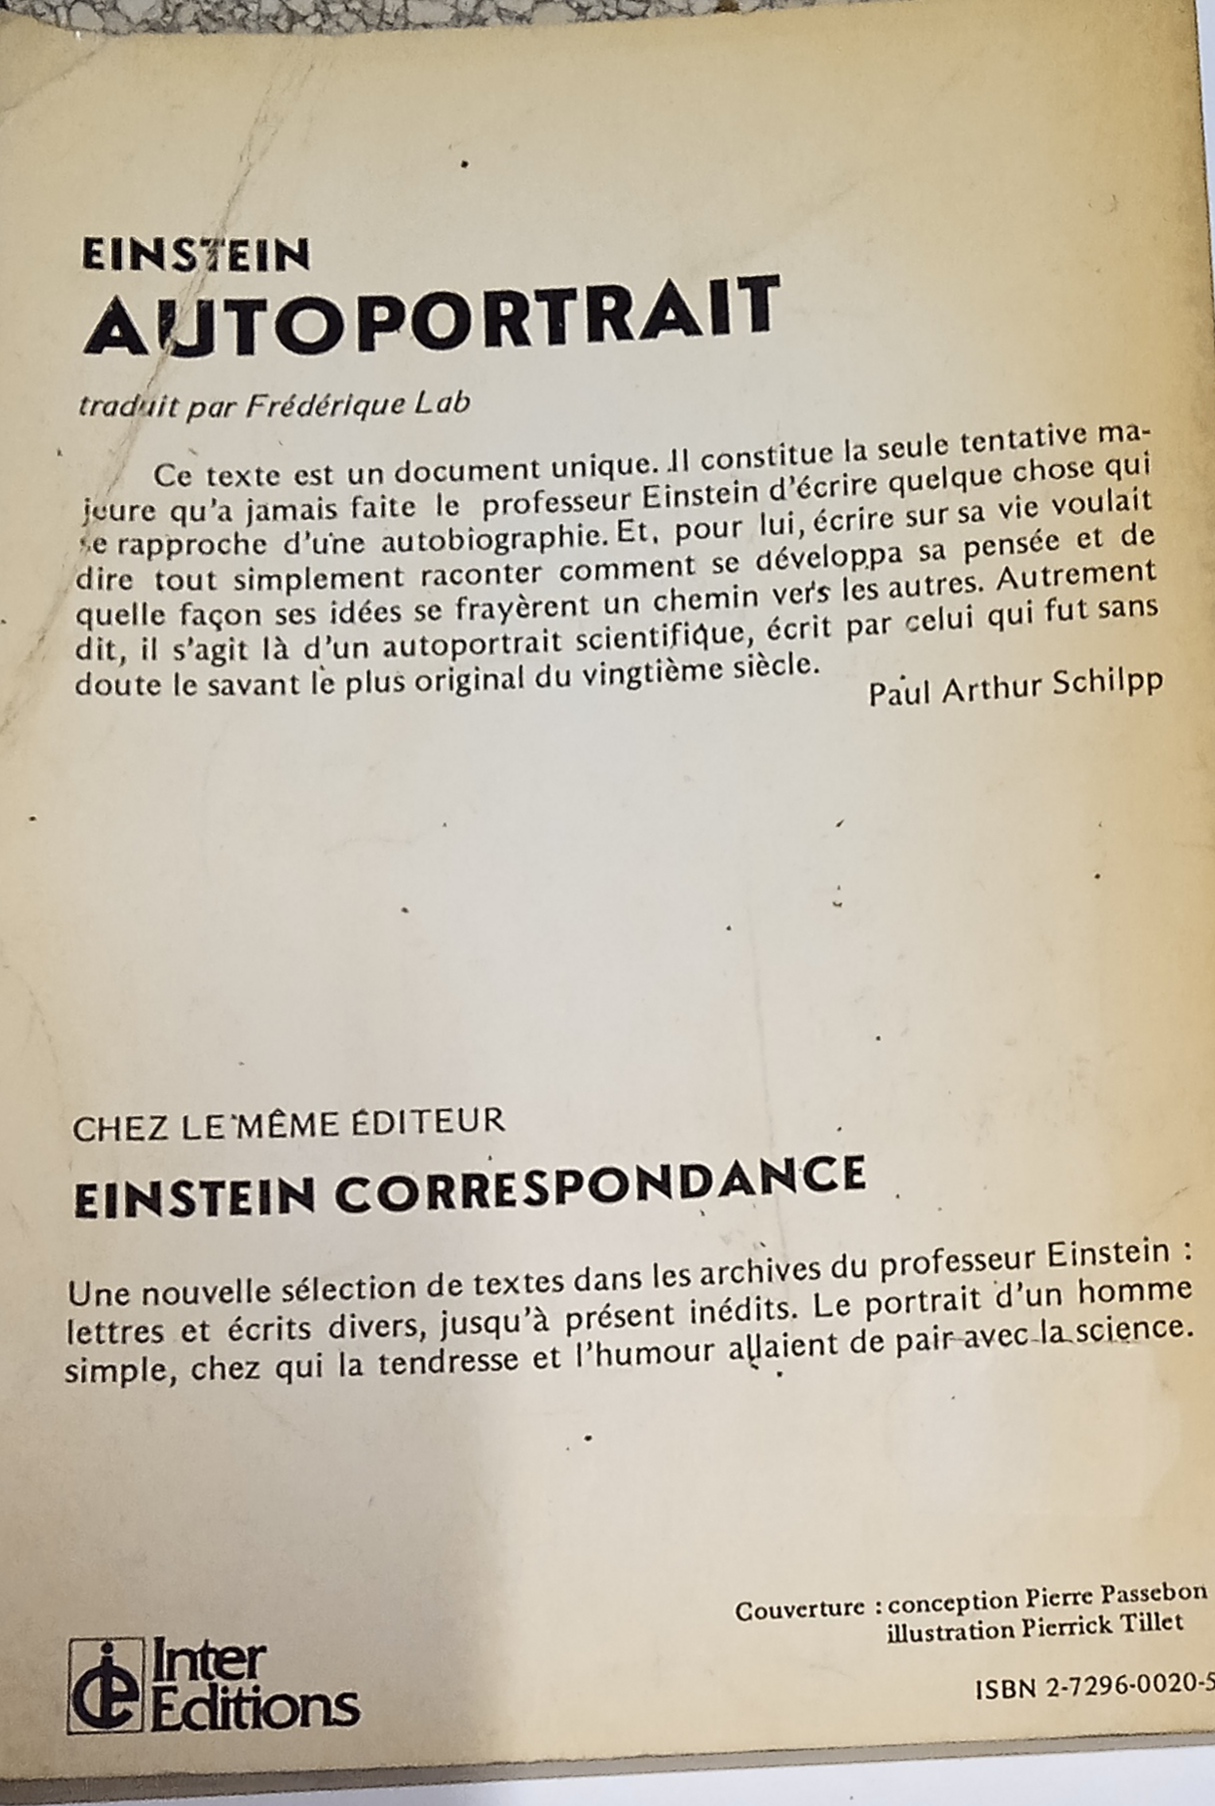 EINSTEIN
AUTOPORTRAIT
traduit par Frédérique Lab
Ce texte est un document unique. Il constitue la seule tentative ma-
jeure qu'a jamais faite le professeur Einstein d'écrire quelque chose qui
se rapproche d'une autobiographie. Et, pour lui, écrire sur sa vie voulait
dire tout simplement raconter comment se développa sa pensée et de
quelle façon ses idées se frayèrent un chemin vers les autres. Autrement
dit, il s'agit là d'un autoportrait scientifique, écrit par celui qui fut sans
doute le savant le plus original du vingtième siècle.
Paul Arthur Schilpp
CHEZ LE MÊME ÉDITEUR
EINSTEIN CORRESPONDANCE
Une nouvelle sélection de textes dans les archives du professeur Einstein :
lettres et écrits divers, jusqu'à présent inédits. Le portrait d'un homme
simple, chez qui la tendresse et l'humour allaient de pair avec la science.
Couverture : conception Pierre Passebon
illustration Pierrick Tillet
ie Inter
Editions
ISBN 2-7296-0020-5